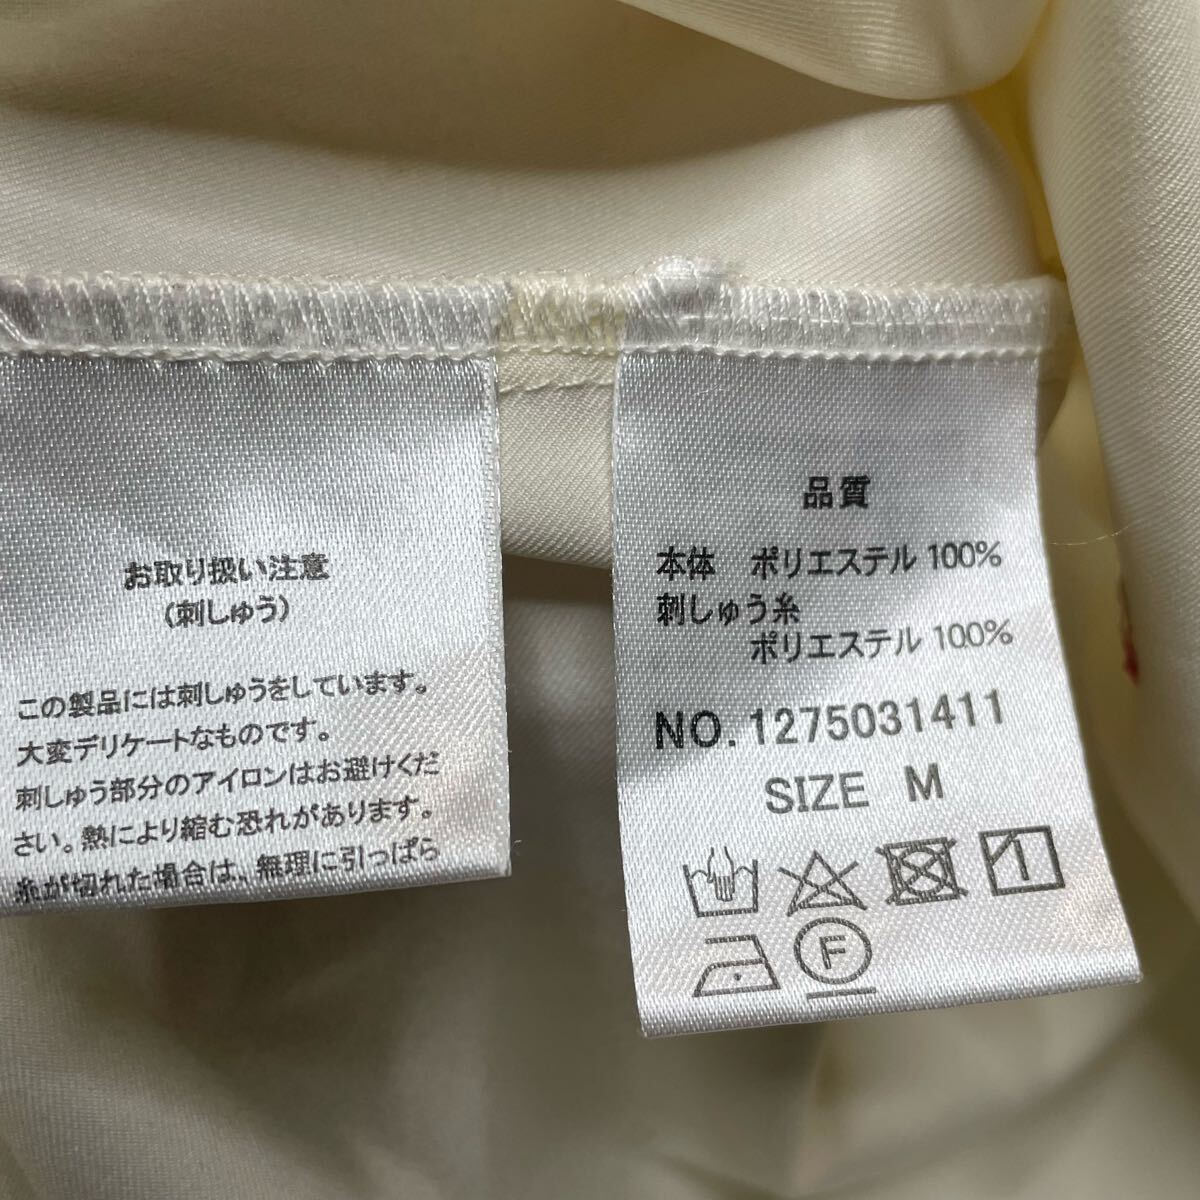 お取り扱い注意
(刺しゅう)
この製品には刺しゅうをしています。
大変デリケートなものです。
刺しゅう部分のアイロンはお避けくだ
さい。熱により縮む恐れがあります。
糸が切れた場合は、無理に引っぱら
品質
本体 ポリエステル 100%
刺しゅう糸
ポリエステル 100%
NO. 1275031411
SIZE M
F